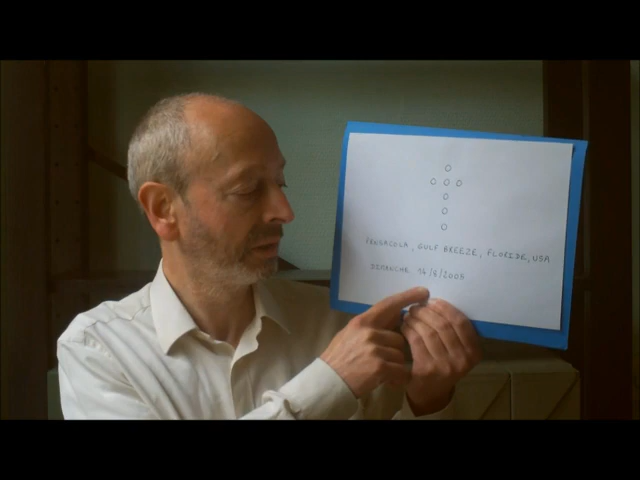 PENSACOLA, GULF BREEZE, FLORIDE, USA
DIMANCHE 14/6/2005